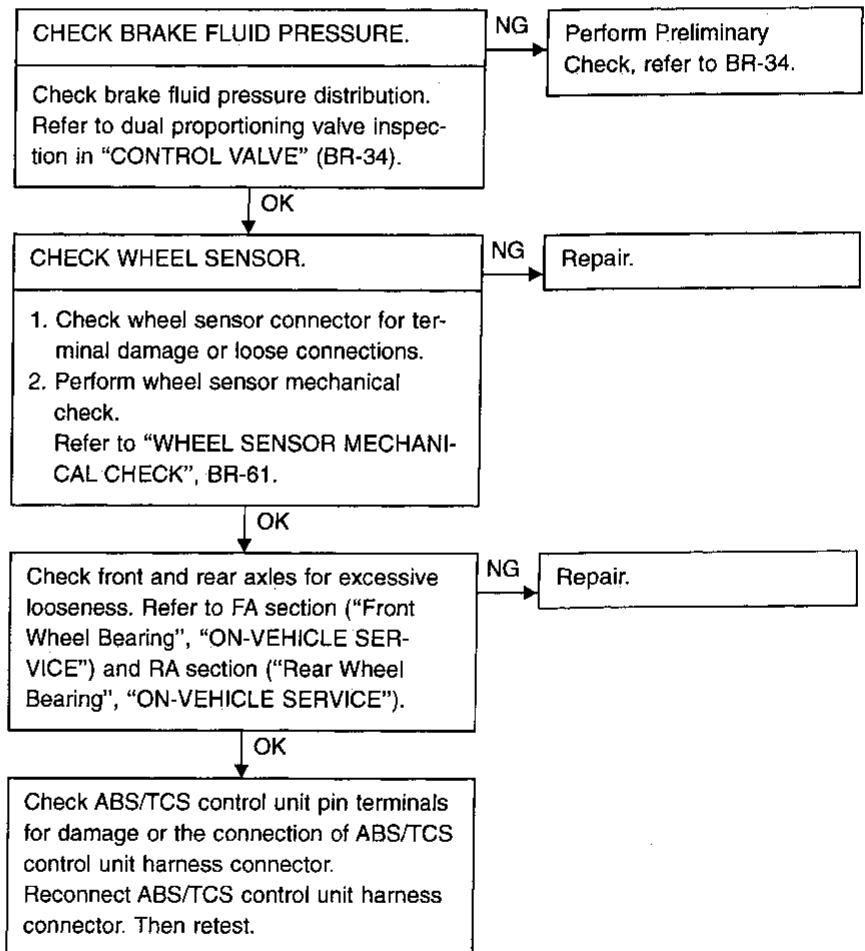 CHECK BRAKE FLUID PRESSURE.
NG
Perform Preliminary
Check, refer to BR-34.
Check brake fluid pressure distribution.
Refer to dual proportioning valve inspec-
tion in “CONTROL VALVE” (BR-34).
OK
CHECK WHEEL SENSOR.
NG
Repair.
1. Check wheel sensor connector for ter-
minal damage or loose connections.
2. Perform wheel sensor mechanical
check.
Refer to “WHEEL SENSOR MECHANI-
CAL CHECK”, BR-61.
OK
Check front and rear axles for excessive
looseness. Refer to FA section (“Front
Wheel Bearing”, “ON-VEHICLE SER-
VICE”) and RA section (“Rear Wheel
Bearing”, “ON-VEHICLE SERVICE”).
NG
Repair.
OK
Check ABS/TCS control unit pin terminals
for damage or the connection of ABS/TCS
control unit harness connector.
Reconnect ABS/TCS control unit harness
connector. Then retest.